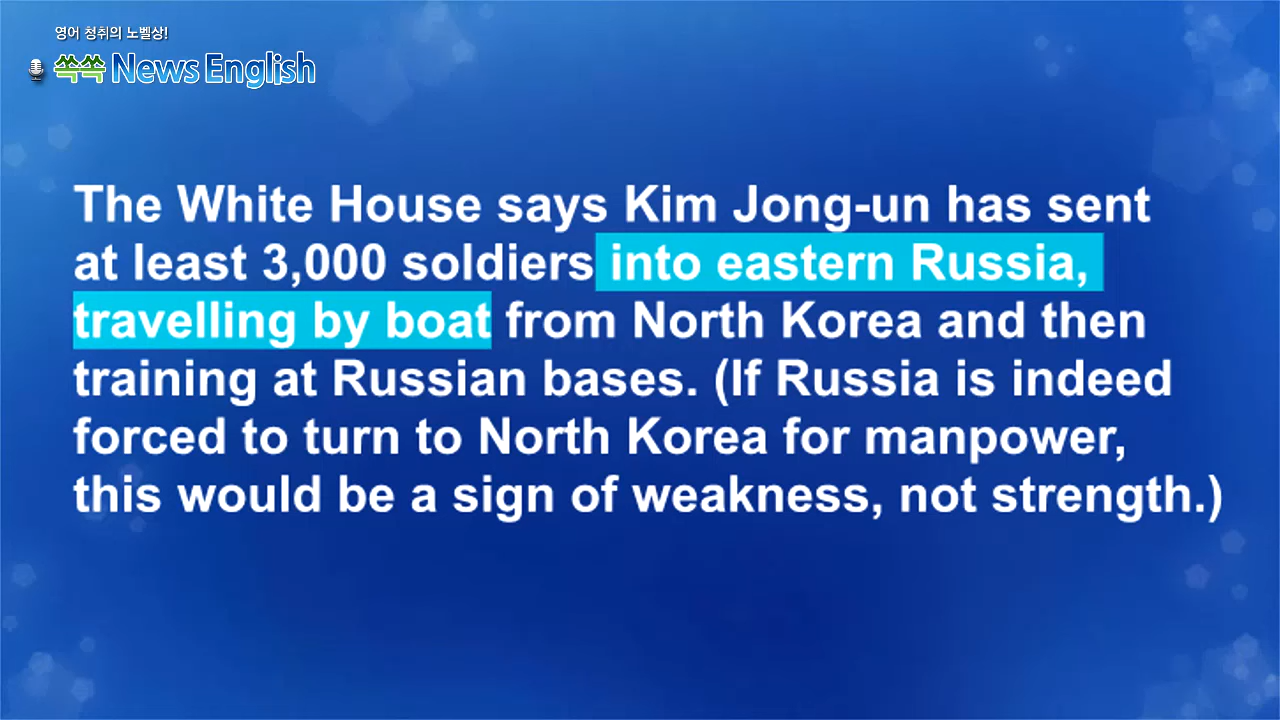 영어 청취의 노벨상!
쏙쏙 News English
The White House says Kim Jong-un has sent
at least 3,000 soldiers into eastern Russia,
travelling by boat from North Korea and then
training at Russian bases. (If Russia is indeed
forced to turn to North Korea for manpower,
this would be a sign of weakness, not strength.)